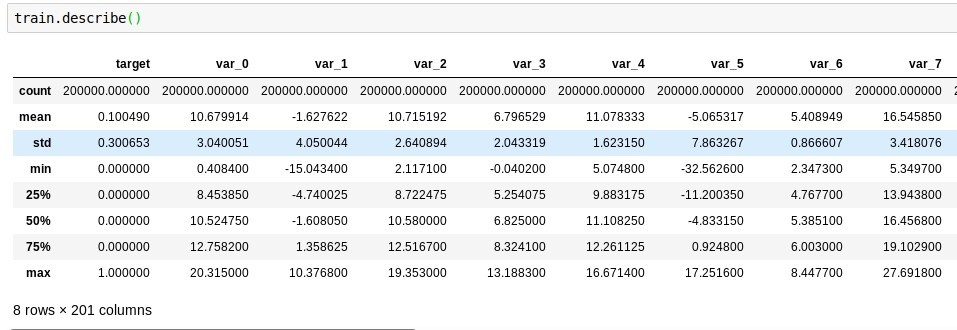 train.describe()
target var_0 var_1 var_2 var_3 var_4 var_5 var_6 var_7
count 200000.000000 200000.000000 200000.000000 200000.000000 200000.000000 200000.000000 200000.000000 200000.000000 200000.000000 2
mean 0.100490 10.679914 -1.627622 10.715192 6.796529 11.078333 -5.065317 5.408949 16.545850
std 0.300653 3.040051 4.050044 2.640894 2.043319 1.623150 7.863267 0.866607 3.418076
min 0.000000 0.408400 -15.043400 2.117100 -0.040200 5.074800 -32.562600 2.347300 5.349700
25% 0.000000 8.453850 -4.740025 8.722475 5.254075 9.883175 -11.200350 4.767700 13.943800
50% 0.000000 10.524750 -1.608050 10.580000 6.825000 11.108250 -4.833150 5.385100 16.456800
75% 0.000000 12.758200 1.358625 12.516700 8.324100 12.261125 0.924800 6.003000 19.102900
max 1.000000 20.315000 10.376800 19.353000 13.188300 16.671400 17.251600 8.447700 27.691800
8 rows × 201 columns